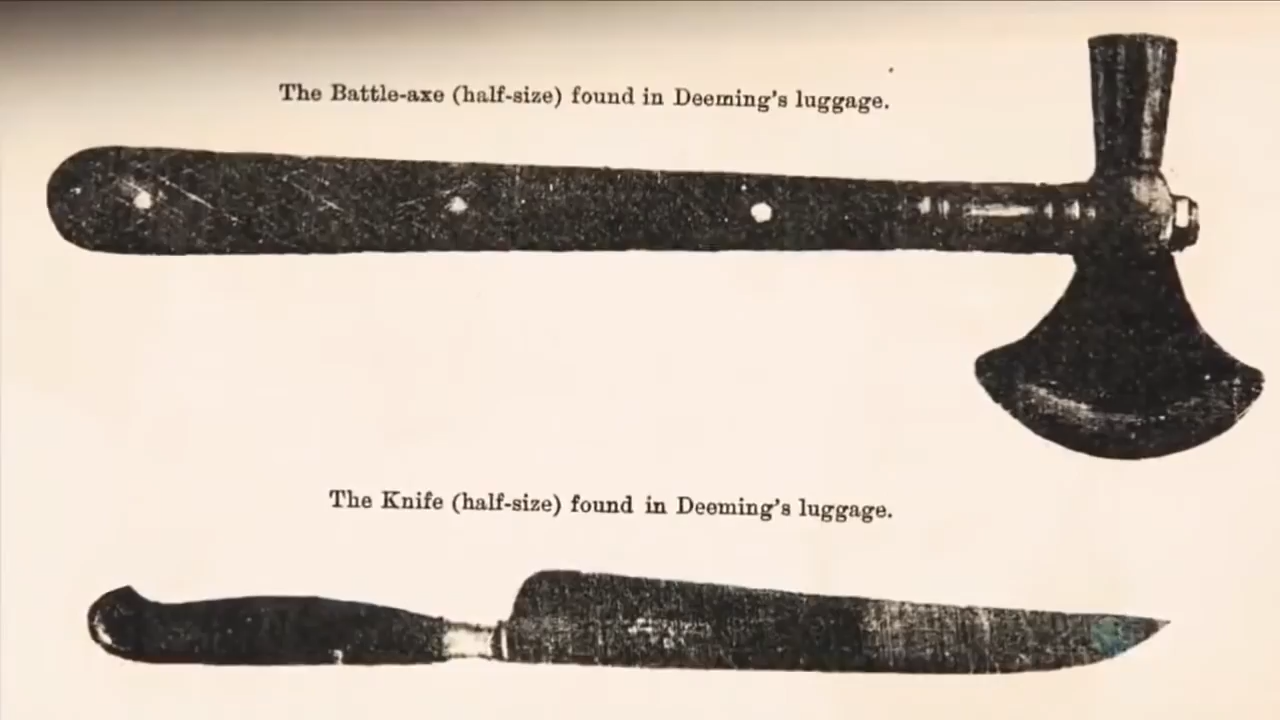 The Battle-axe (half-size) found in Deeming's luggage.
The Knife (half-size) found in Deeming's luggage.